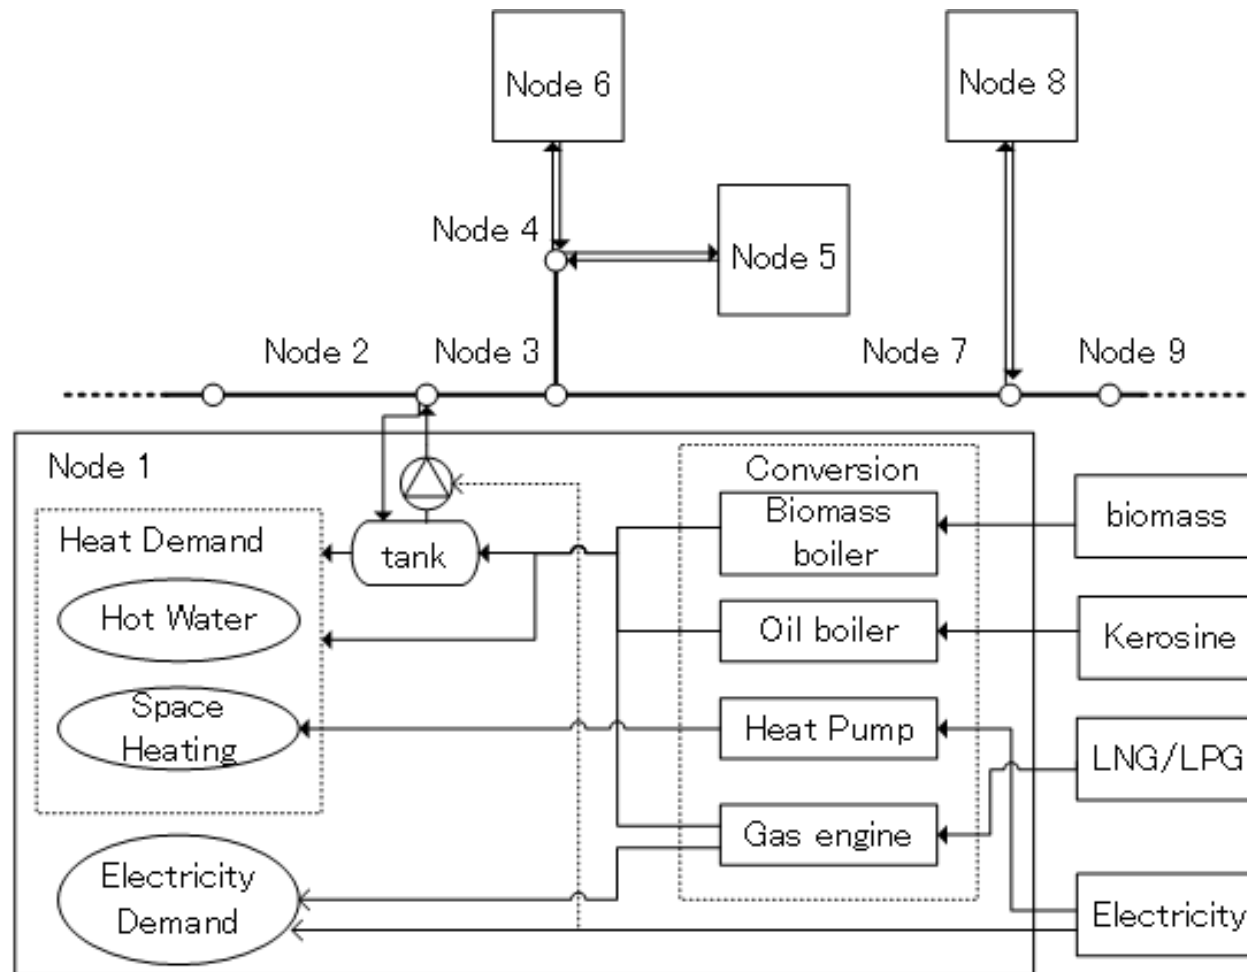 Node 6
Node 8
Node 4
Node 5
Node 2
Node 3
Node 7
Node 9
Node 1
Conversion
Heat Demand
tank
Biomass
boiler
biomass
Hot Water
Oil boiler
Kerosine
Space
Heating
Heat Pump
LNG/LPG
Gas engine
Electricity
Demand
Electricity